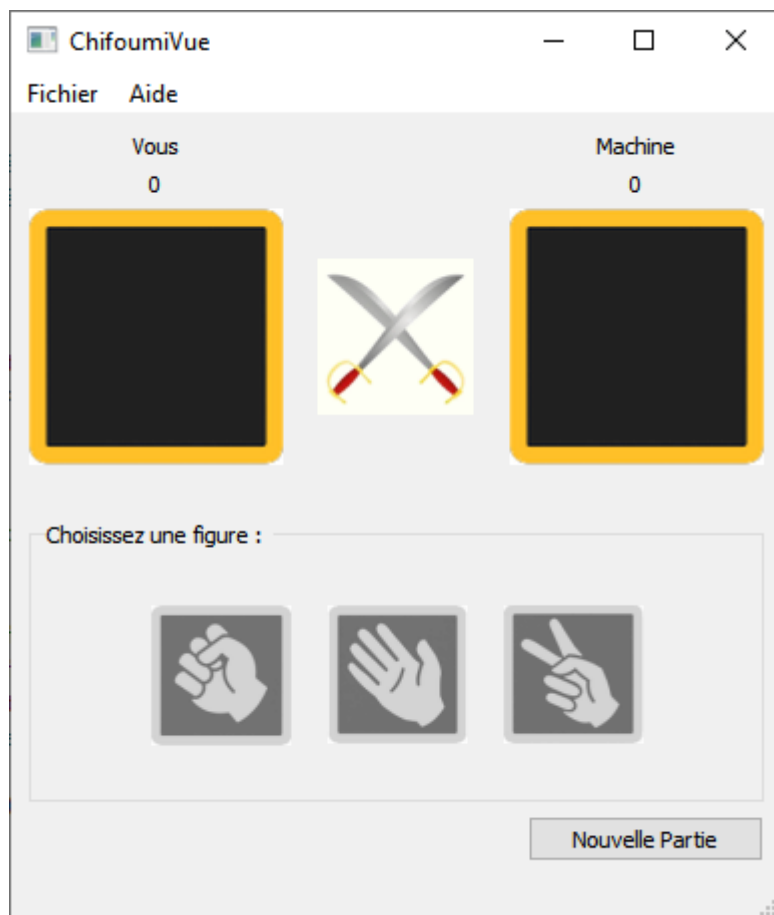 ChifoumiVue
Fichier Aide
Vous Machine
0 0
Choisissez une figure :
Nouvelle Partie